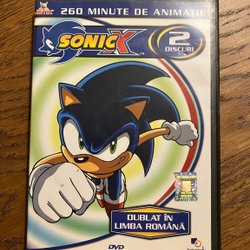 260 MINUTE DE ANIMAȚIE
SONIC X
2
DISCURI
DUBLAT ÎN
LIMBA ROMÂNĂ
DVD